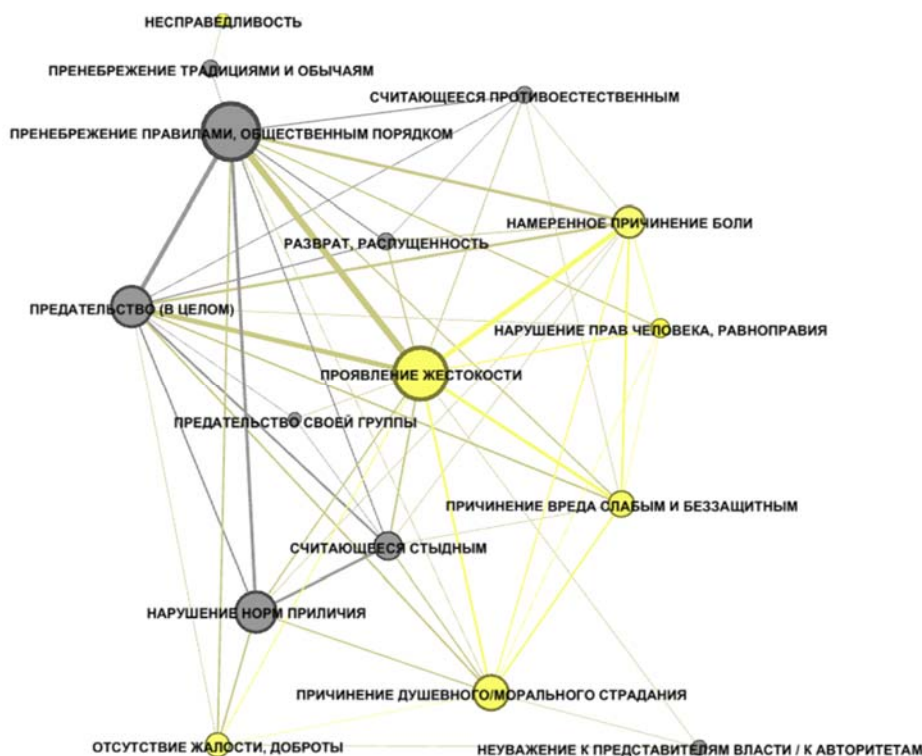 НЕСПРАВЕДЛИВОСТЬ
ПРЕНЕБРЕЖЕНИЕ ТРАДИЦИЯМИ И ОБЫЧАЯМ
СЧИТАЮЩЕЕСЯ ПРОТИВОЕСТЕСТВЕННЫМ
ПРЕНЕБРЕЖЕНИЕ ПРАВИЛАМИ, ОБЩЕСТВЕННЫМ ПОРЯДКОМ
НАМЕРЕННОЕ ПРИЧИНЕНИЕ БОЛИ
РАЗВРАТ, РАСПУЩЕННОСТЬ
ПРЕДАТЕЛЬСТВО (В ЦЕЛОМ)
НАРУШЕНИЕ ПРАВ ЧЕЛОВЕКА, РАВНОПРАВИЯ
ПРОЯВЛЕНИЕ ЖЕСТОКОСТИ
ПРЕДАТЕЛЬСТВО СВОЕЙ ГРУППЫ
ПРИЧИНЕНИЕ ВРЕДА СЛАБЫМ И БЕЗЗАЩИТНЫМ
СЧИТАЮЩЕЕСЯ СТЫДНЫМ
НАРУШЕНИЕ НОРМ ПРИЛИЧИЯ
ПРИЧИНЕНИЕ ДУШЕВНОГО/МОРАЛЬНОГО СТРАДАНИЯ
ОТСУТСТВИЕ ЖАЛОСТИ, ДОБРОТЫ
НЕУВАЖЕНИЕ К ПРЕДСТАВИТЕЛЯМ ВЛАСТИ / К АВТОРИТЕТАМ